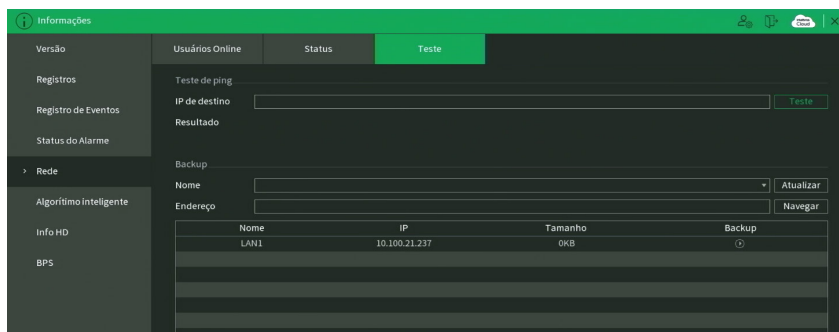 Informações
intelbras
Cloud
Versão
Registros
Registro de Eventos
Status do Alarme
> Rede
Algorítimo inteligente
Info HD
BPS
Usuários Online Status Teste
Teste de ping
IP de destino Teste
Resultado
Backup
Nome Atualizar
Endereço Navegar
Nome IP Tamanho Backup
LAN1 10.100.21.237 0KB